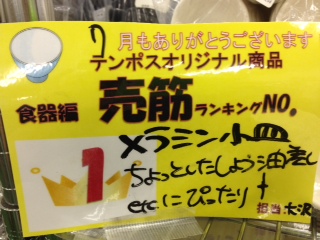 7月もありがとうございます
テンポスオリジナル商品
食器編 売筋 ランキングNO。
1
メラミン小皿
ちょっとしたしょう油差し
etcにぴったり
担当 大沢